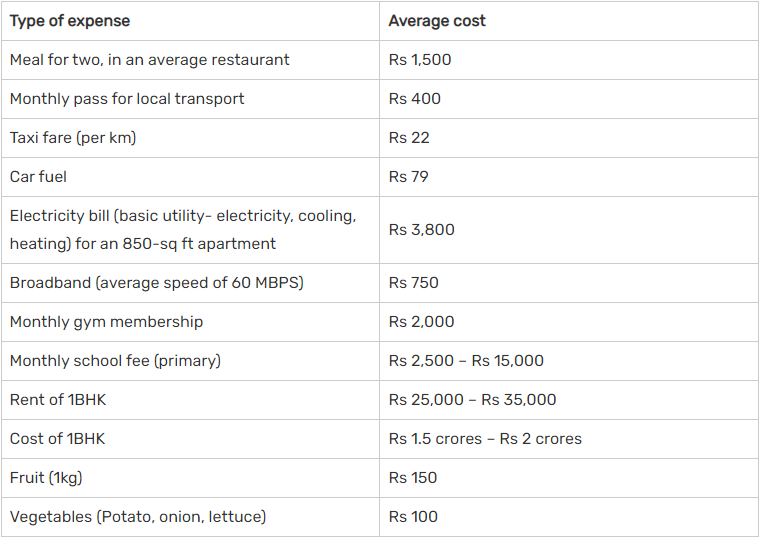 Type of expense Average cost
Meal for two, in an average restaurant Rs 1,500
Monthly pass for local transport Rs 400
Taxi fare (per km) Rs 22
Car fuel Rs 79
Electricity bill (basic utility- electricity, cooling,
heating) for an 850-sq ft apartment Rs 3,800
Broadband (average speed of 60 MBPS) Rs 750
Monthly gym membership Rs 2,000
Monthly school fee (primary) Rs 2,500 – Rs 15,000
Rent of 1BHK Rs 25,000 – Rs 35,000
Cost of 1BHK Rs 1.5 crores – Rs 2 crores
Fruit (1kg) Rs 150
Vegetables (Potato, onion, lettuce) Rs 100